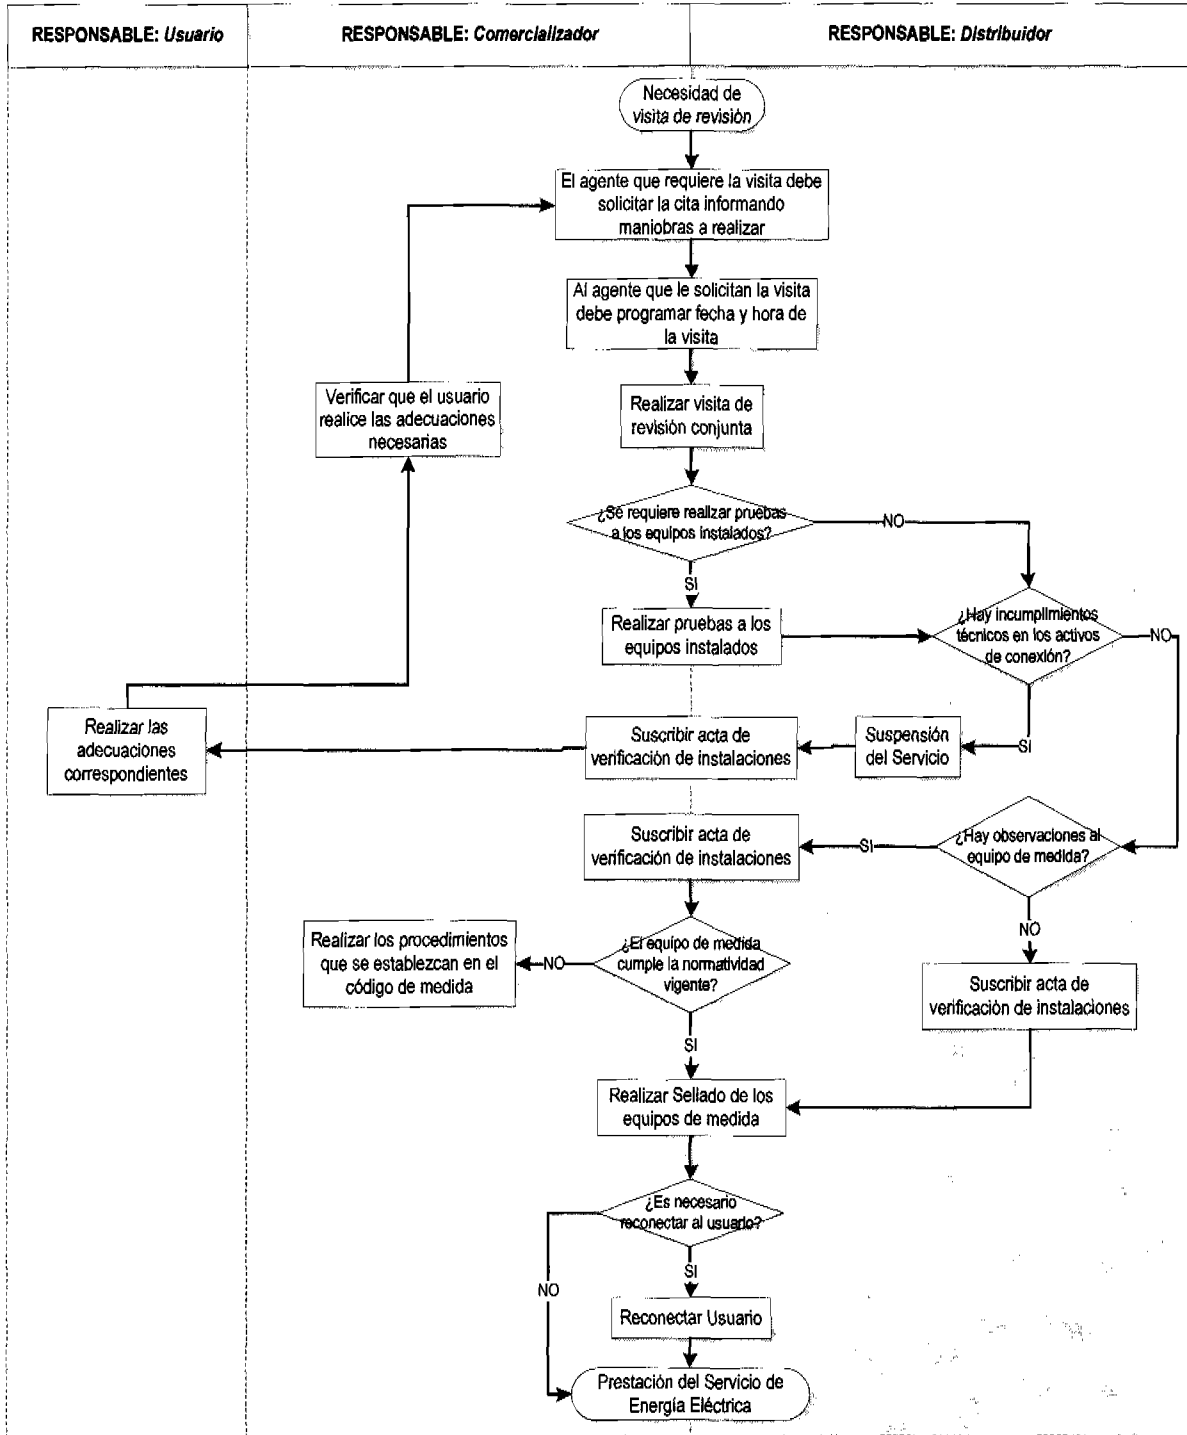 RESPONSABLE: Usuario
RESPONSABLE: Comercializador
RESPONSABLE: Distribuidor
Necesidad de
visita de revisión
El agente que requiere la visita debe
solicitar la cita informando
maniobras a realizar
Al agente que le solicitan la visita
debe programar fecha y hora de
la visita
Verificar que el usuario
realice las adecuaciones
necesarias
Realizar visita de
revisión conjunta
¿Se requiere realizar pruebas
a los equipos instalados?
NO
SI
Realizar pruebas a los
equipos instalados
¿Hay incumplimientos
técnicos en los activos
de conexión?
NO
SI
Realizar las
adecuaciones
correspondientes
Suscribir acta de
verificación de instalaciones
Suspensión
del Servicio
Suscribir acta de
verificación de instalaciones
SI
¿Hay observaciones al
equipo de medida?
NO
Realizar los procedimientos
que se establezcan en el
código de medida
NO
¿El equipo de medida
cumple la normatividad
vigente?
SI
Suscribir acta de
verificación de instalaciones
Realizar Sellado de los
equipos de medida
¿Es necesario
reconectar al usuario?
SI
NO
Reconectar Usuario
Prestación del Servicio de
Energía Eléctrica